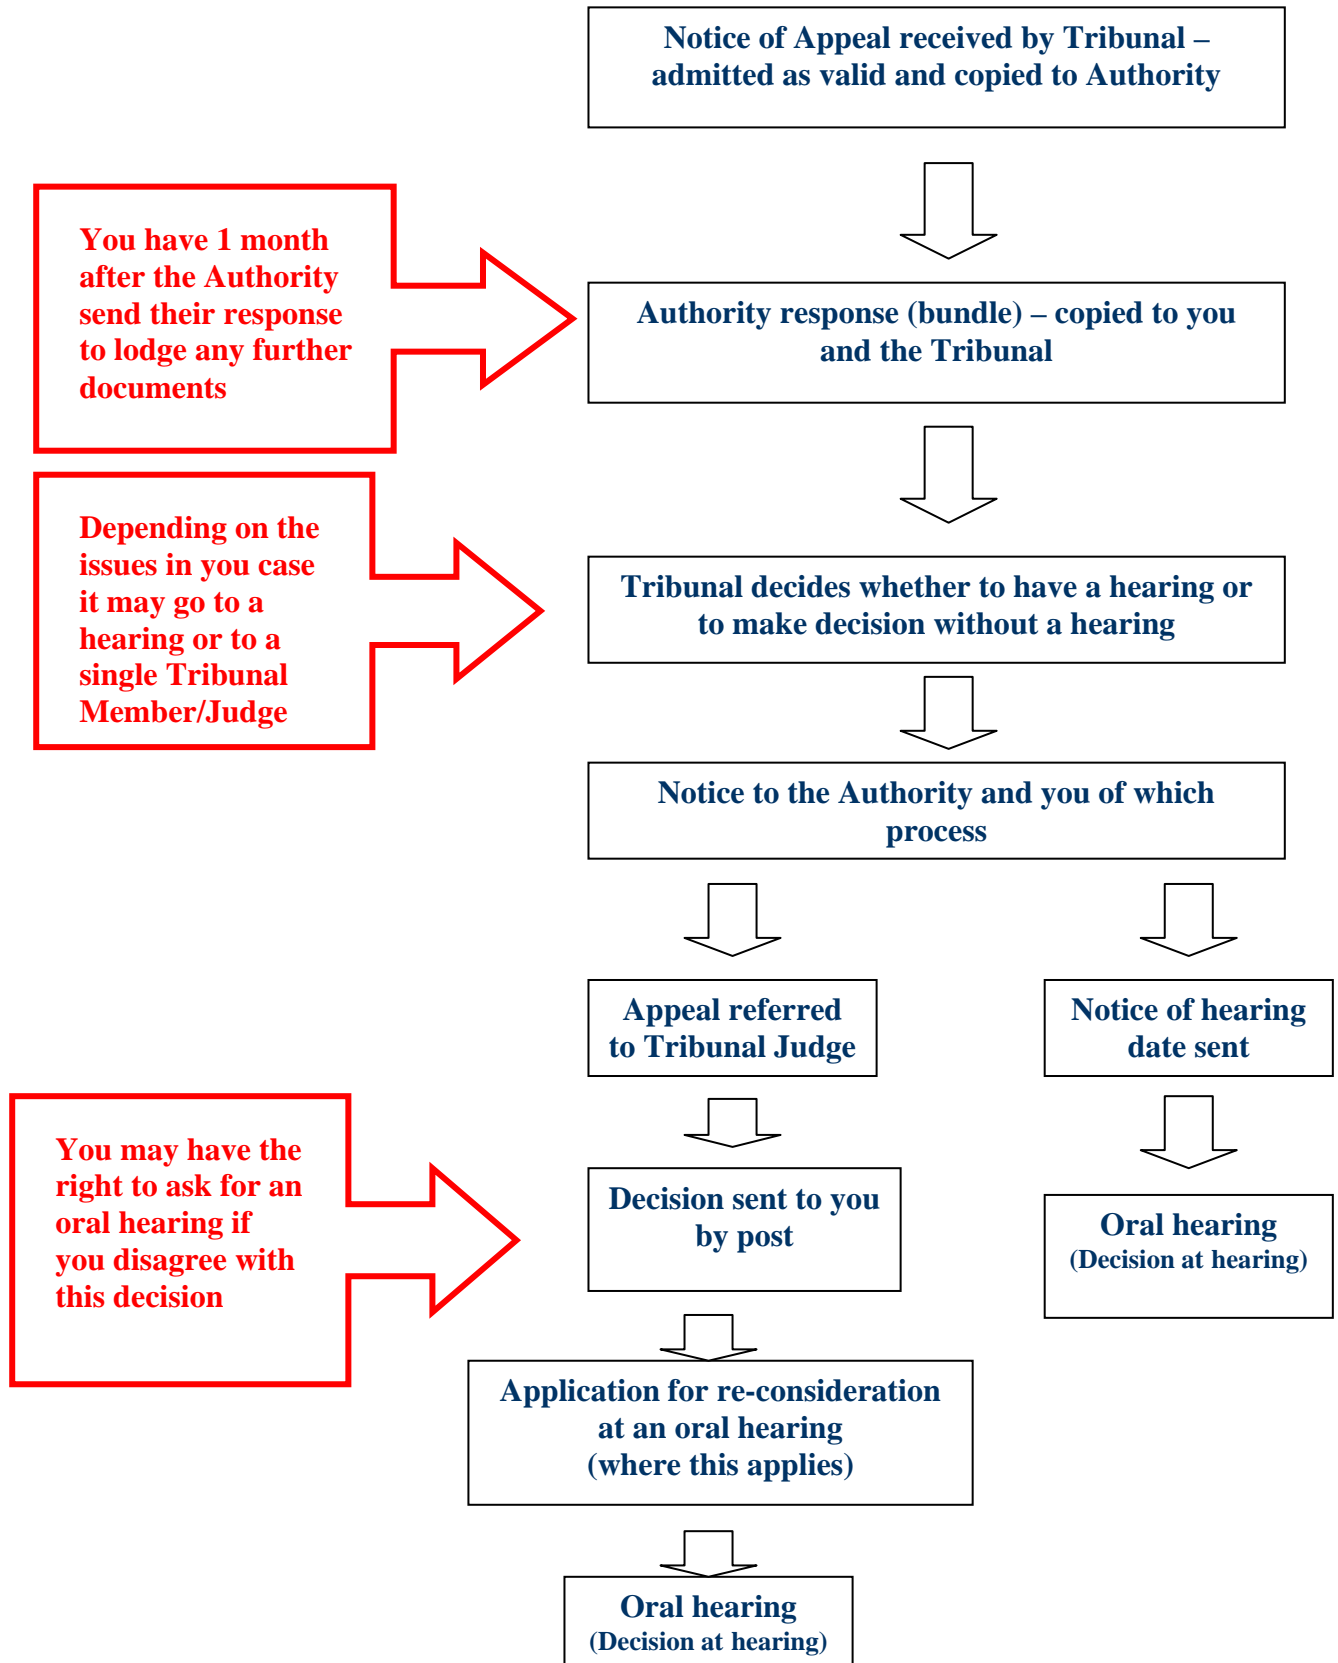 Notice of Appeal received by Tribunal –
admitted as valid and copied to Authority
You have 1 month
after the Authority
send their response
to lodge any further
documents
Authority response (bundle) – copied to you
and the Tribunal
Depending on the
issues in you case
it may go to a
hearing or to a
single Tribunal
Member/Judge
Tribunal decides whether to have a hearing or
to make decision without a hearing
Notice to the Authority and you of which
process
Appeal referred
to Tribunal Judge
Notice of hearing
date sent
You may have the
right to ask for an
oral hearing if
you disagree with
this decision
Decision sent to you
by post
Oral hearing
(Decision at hearing)
Application for re-consideration
at an oral hearing
(where this applies)
Oral hearing
(Decision at hearing)